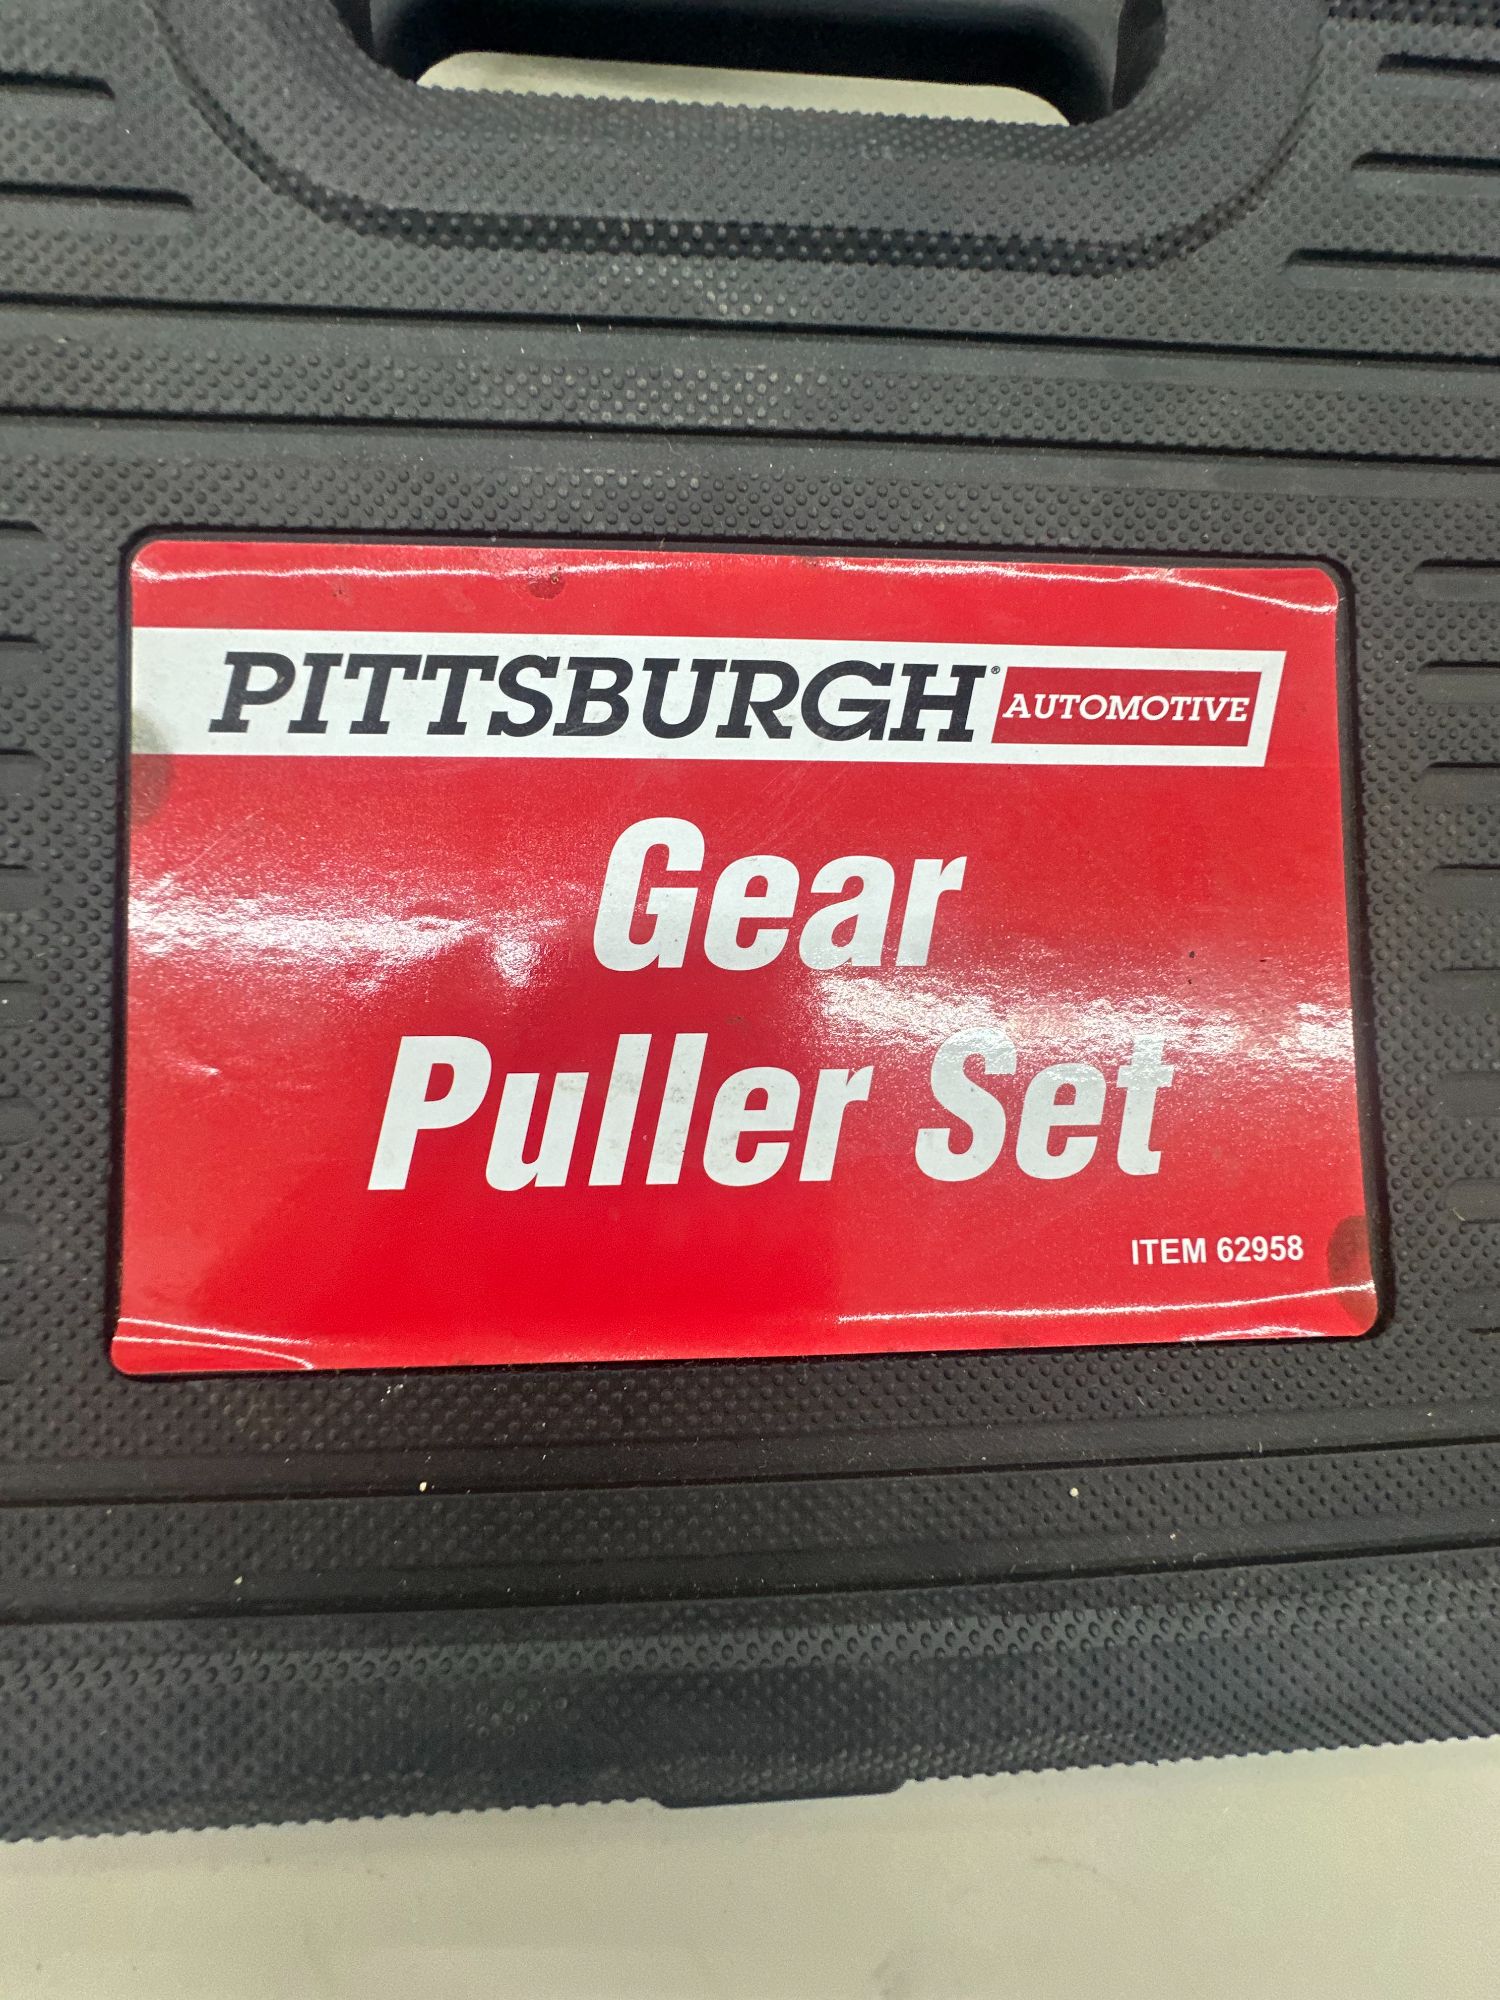 PITTSBURGH® AUTOMOTIVE
Gear
Puller Set
ITEM 62958